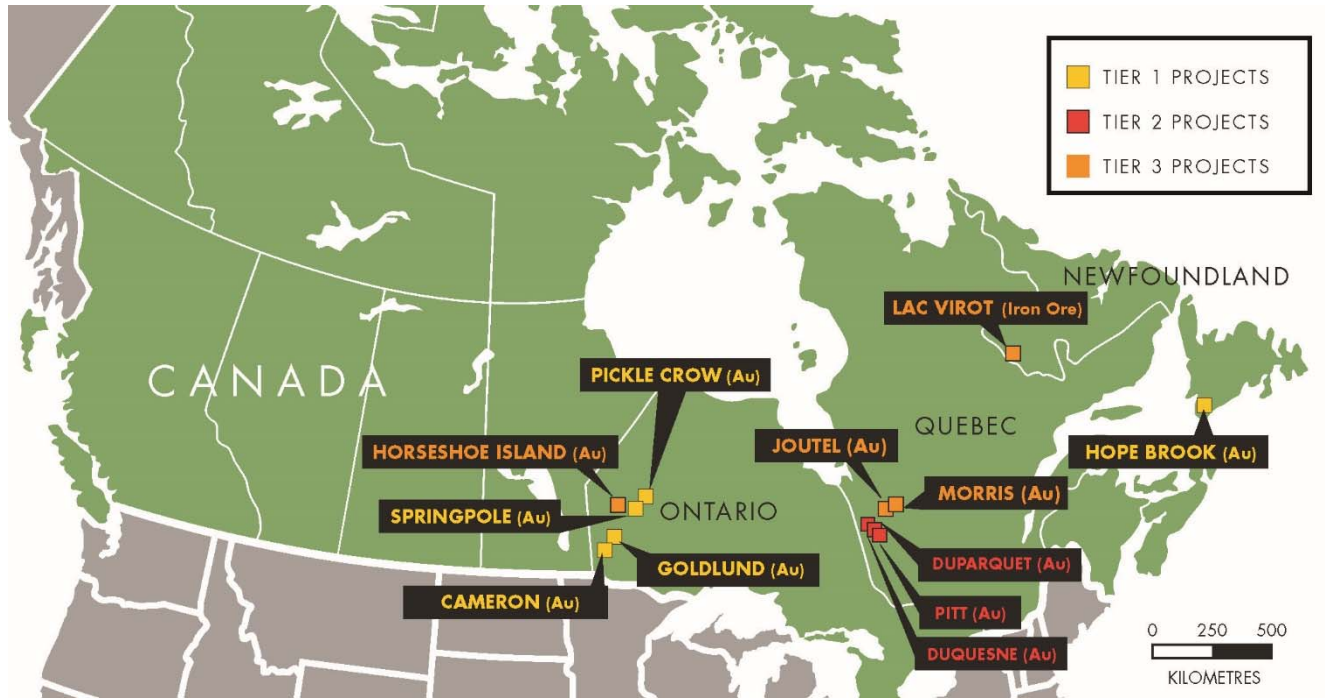 TIER 1 PROJECTS
TIER 2 PROJECTS
TIER 3 PROJECTS
NEWFOUNDLAND
LAC VIROT (Iron Ore)
CANADA
PICKLE CROW (Au)
QUEBEC
HOPE BROOK (Au)
HORSESHOE ISLAND (Au)
JOUTEL (Au)
MORRIS (Au)
SPRINGPOLE (Au)
ONTARIO
GOLDLUND (Au)
DUPARQUET (Au)
CAMERON (Au)
PITT (Au)
DUQUESNE (Au)
0 250 500
KILOMETRES